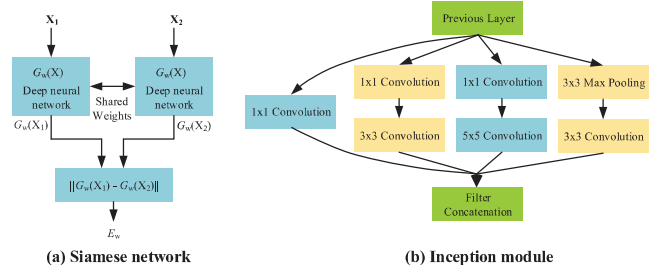 X1
X2
Gw(X)
Deep neural
network
Shared
Weights
Gw(X)
Deep neural
network
Gw(X1)
Gw(X2)
||Gw(X1) - Gw(X2)||
Ew
(a) Siamese network
Previous Layer
1x1 Convolution
1x1 Convolution
3x3 Max Pooling
1x1 Convolution
3x3 Convolution
5x5 Convolution
3x3 Convolution
Filter
Concatenation
(b) Inception module